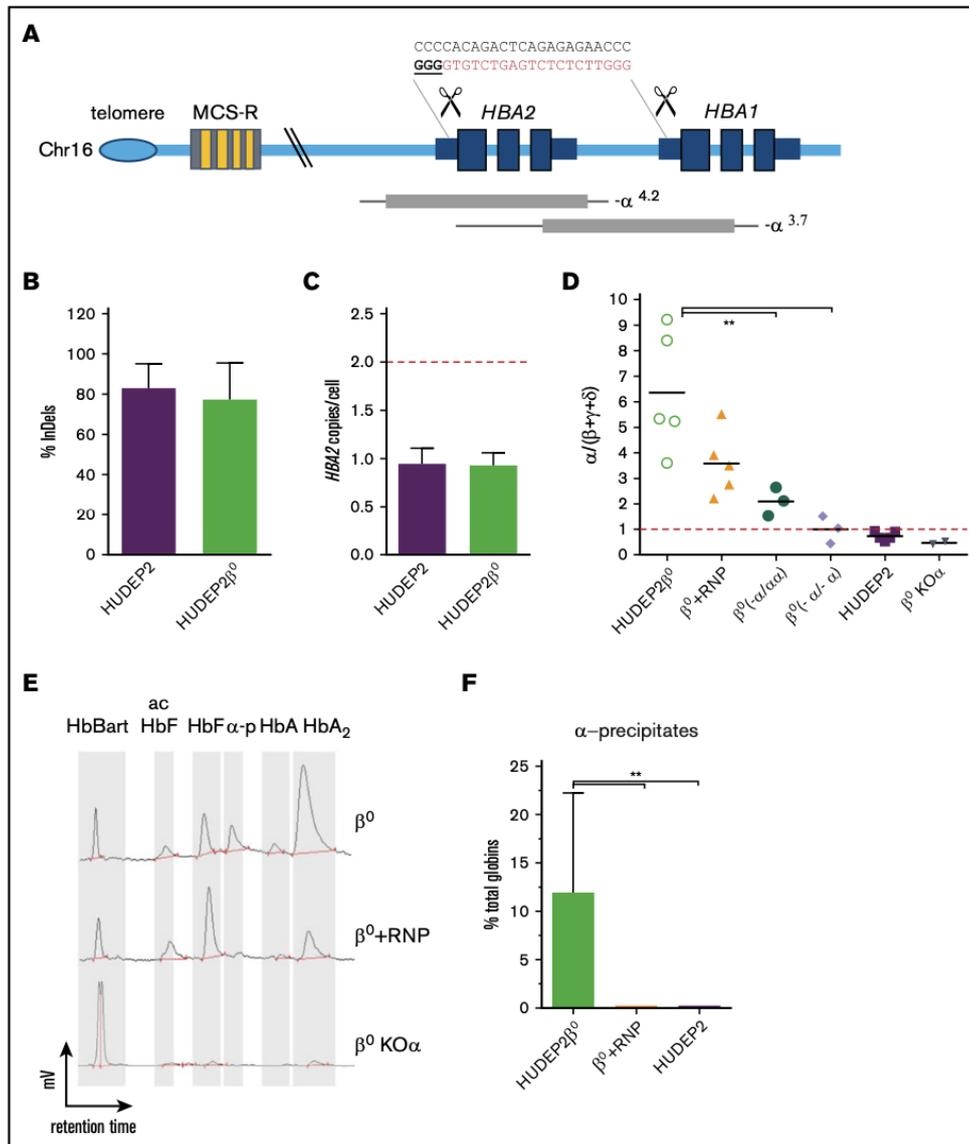 A
CCCCACAGACTCAGAGAGAACCC
GGGGTGTCTGAGTCTCTCTTGGG
telomere
MCS-R
HBA2
HBA1
Chr16
-α 4.2
-α 3.7
B
% InDels
120
100
80
60
40
20
0
HUDEP2
HUDEP2β0
C
HBA2 copies/cell
2.5
2.0
1.5
1.0
0.5
0.0
HUDEP2
HUDEP2β0
D
α/(β+γ+δ)
10
9
8
7
6
5
4
3
2
1
0
**
HUDEP2β0
β0+RNP
β0(-α/αα)
β0(-α/-α)
HUDEP2
β0 KOα
E
ac
HbBart HbF HbF α-p HbA HbA2
β0
β0+RNP
β0 KOα
mV
retention time
F
α–precipitates
% total globins
25
20
15
10
5
0
**
HUDEP2β0
β0+RNP
HUDEP2